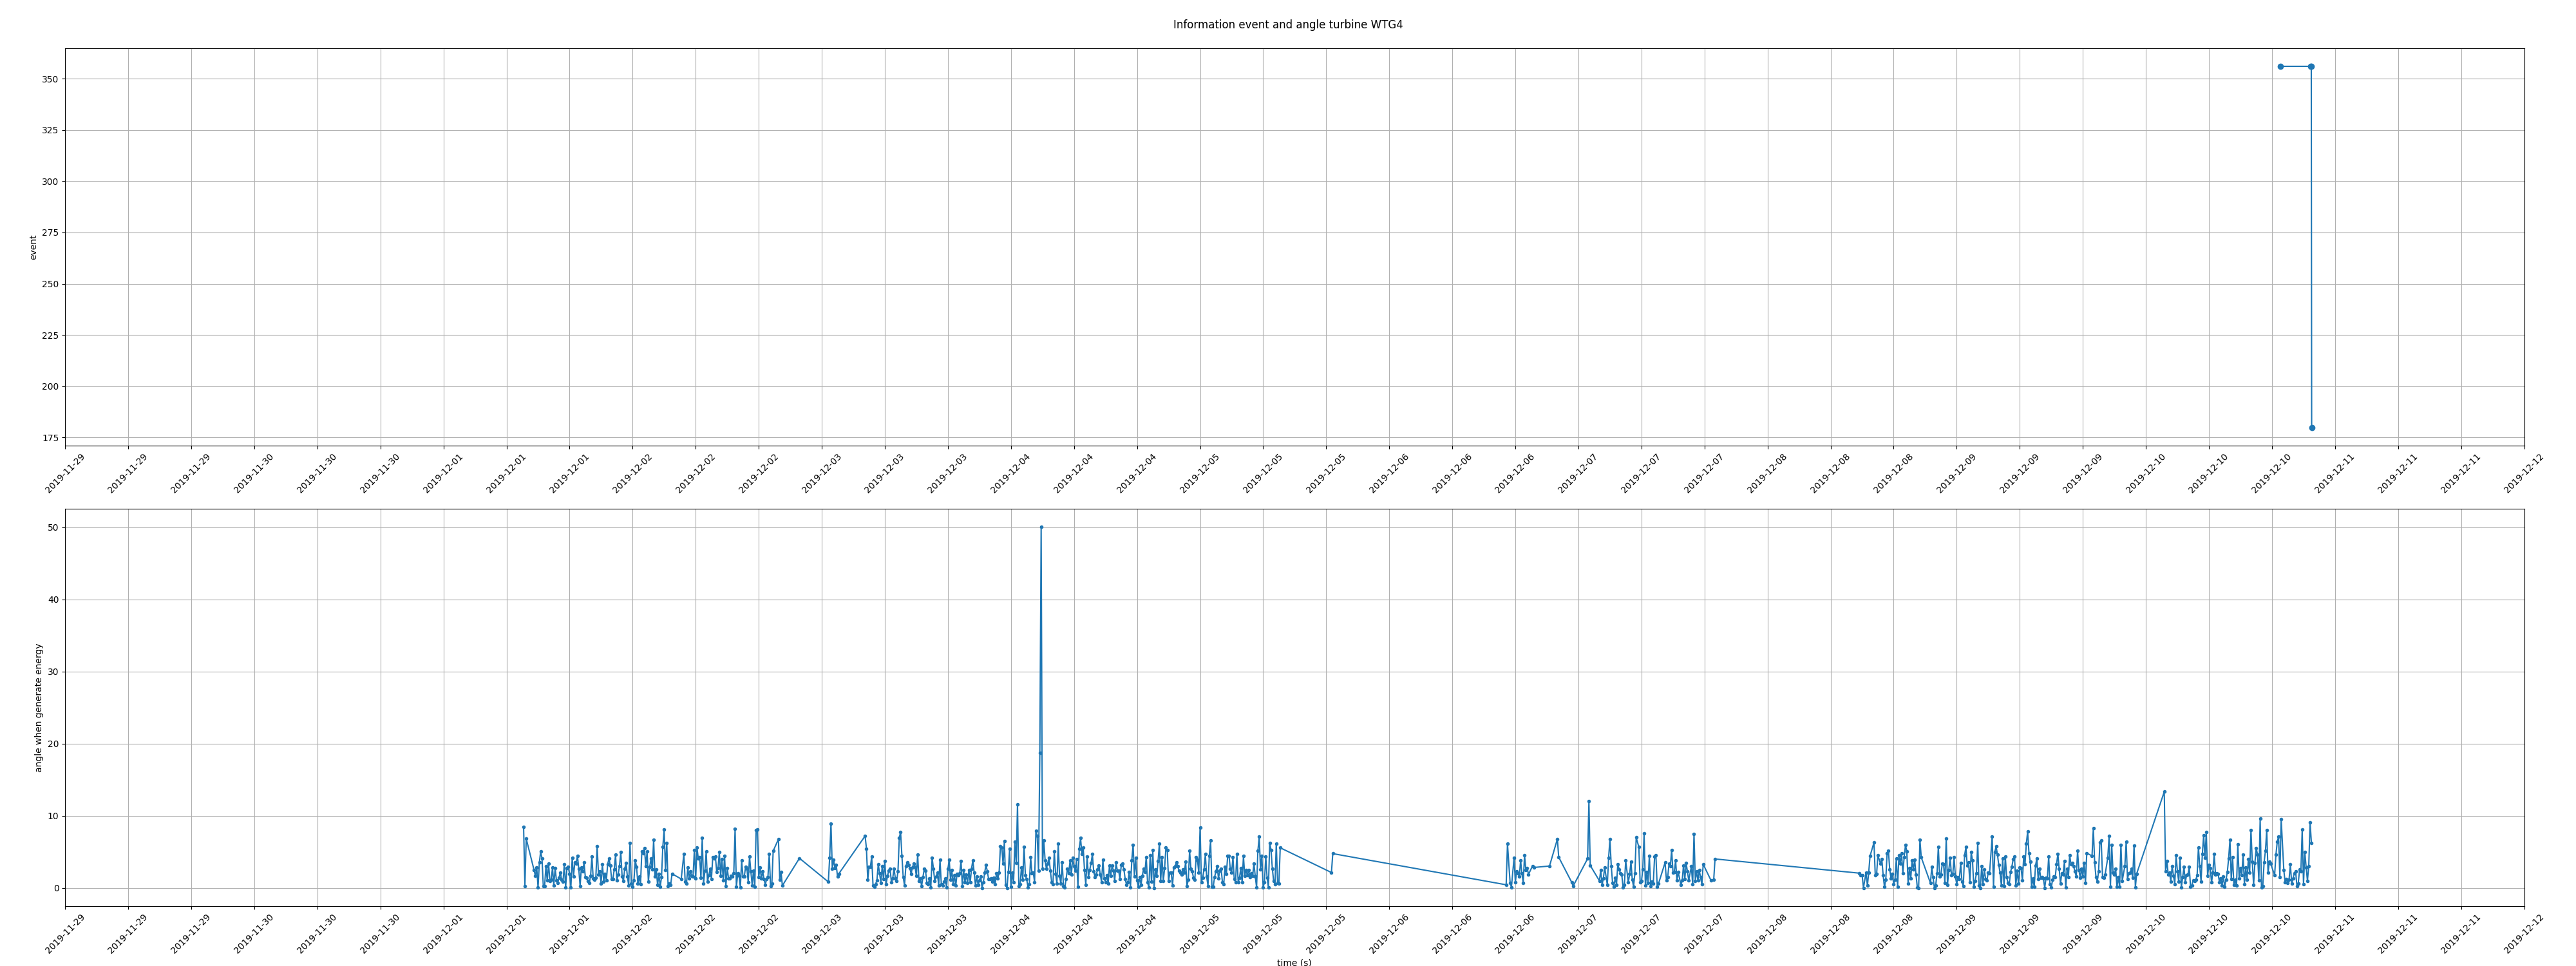 Information event and angle turbine WTG4
350
325
300
275
250
225
200
175
event
2019-11-29 2019-11-29 2019-11-29 2019-11-30 2019-11-30 2019-11-30 2019-12-01 2019-12-01 2019-12-01 2019-12-02 2019-12-02 2019-12-02 2019-12-03 2019-12-03 2019-12-03 2019-12-04 2019-12-04 2019-12-04 2019-12-05 2019-12-05 2019-12-05 2019-12-06 2019-12-06 2019-12-06 2019-12-07 2019-12-07 2019-12-07 2019-12-08 2019-12-08 2019-12-08 2019-12-09 2019-12-09 2019-12-09 2019-12-10 2019-12-10 2019-12-10 2019-12-11 2019-12-11 2019-12-11 2019-12-12
50
40
30
20
10
0
angle when generate energy
2019-11-29 2019-11-29 2019-11-29 2019-11-30 2019-11-30 2019-11-30 2019-12-01 2019-12-01 2019-12-01 2019-12-02 2019-12-02 2019-12-02 2019-12-03 2019-12-03 2019-12-03 2019-12-04 2019-12-04 2019-12-04 2019-12-05 2019-12-05 2019-12-05 2019-12-06 2019-12-06 2019-12-06 2019-12-07 2019-12-07 2019-12-07 2019-12-08 2019-12-08 2019-12-08 2019-12-09 2019-12-09 2019-12-09 2019-12-10 2019-12-10 2019-12-10 2019-12-11 2019-12-11 2019-12-11 2019-12-12
time (s)